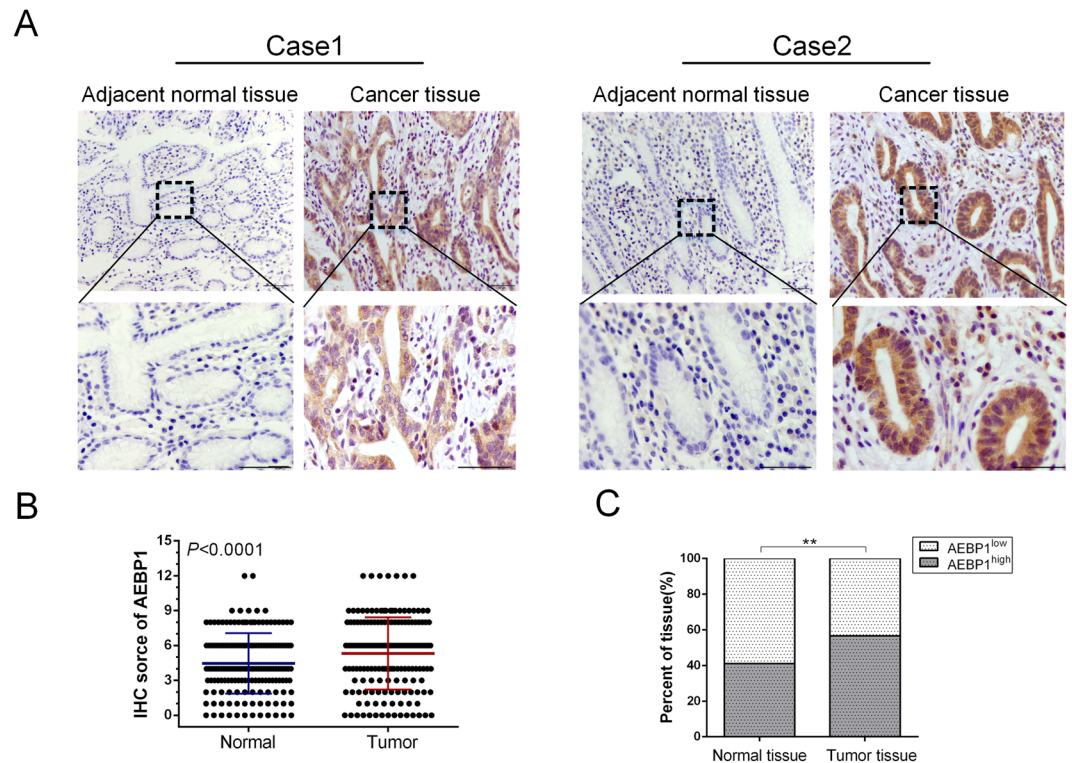 A
Case1
Case2
Adjacent normal tissue
Cancer tissue
Adjacent normal tissue
Cancer tissue
B
IHC sorce of AEBP1
15
12
9
6
3
0
P<0.0001
Normal
Tumor
C
Percent of tissue(%)
100
80
60
40
20
0
**
Normal tissue
Tumor tissue
AEBP1low
AEBP1high